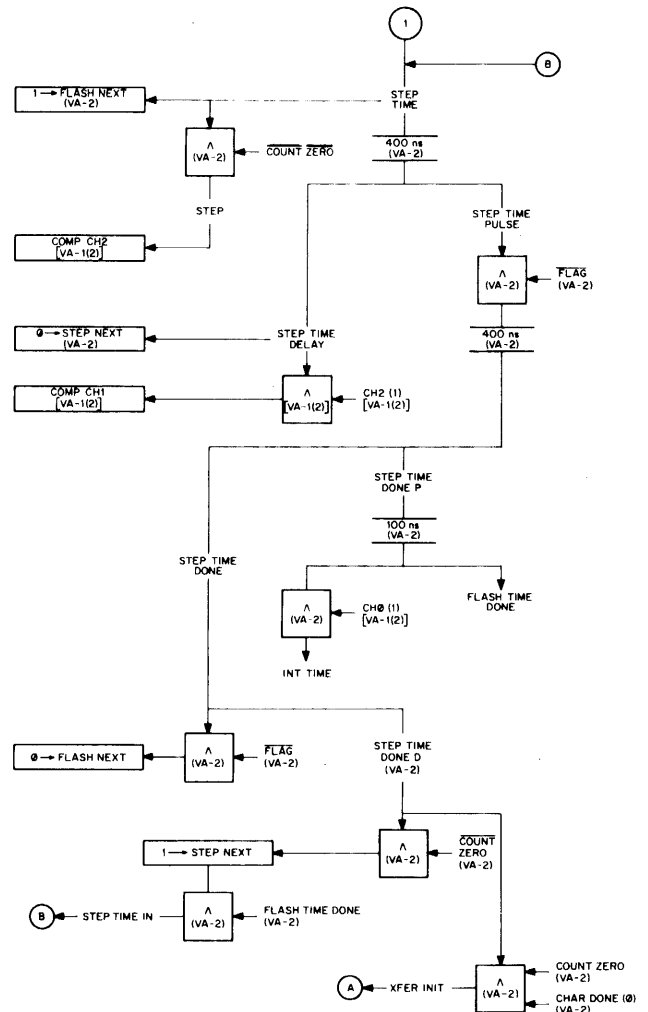 1
B
STEP
TIME
1→FLASH NEXT
(VA-2)
Λ
(VA-2)
COUNT ZERO
400 ns
(VA-2)
STEP
STEP TIME
PULSE
COMP CH2
[VA-1(2)]
Λ
(VA-2)
FLAG
(VA-2)
0→STEP NEXT
(VA-2)
STEP TIME
DELAY
400 ns
(VA-2)
COMP CH1
[VA-1(2)]
Λ
[VA-1(2)]
CH2 (1)
[VA-1(2)]
STEP TIME
DONE P
100 ns
(VA-2)
STEP TIME
DONE
FLASH TIME
DONE
Λ
(VA-2)
CH0 (1)
[VA-1(2)]
INT TIME
0→FLASH NEXT
Λ
(VA-2)
FLAG
(VA-2)
STEP TIME
DONE D
(VA-2)
1→STEP NEXT
Λ
(VA-2)
COUNT
ZERO
(VA-2)
B
STEP TIME IN
Λ
(VA-2)
FLASH TIME DONE
(VA-2)
A
XFER INIT
Λ
(VA-2)
COUNT ZERO
(VA-2)
CHAR DONE (0)
(VA-2)